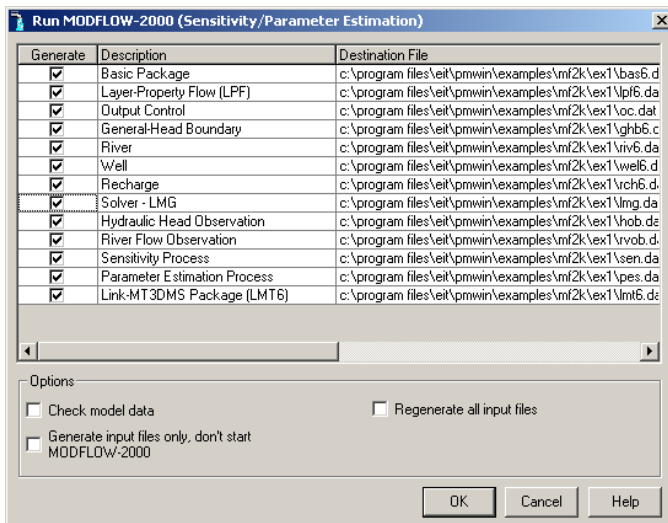 Run MODFLOW-2000 (Sensitivity/Parameter Estimation)
Generate Description Destination File
Basic Package c:\program files\eit\pmwin\examples\mf2k\ex1\bas6.d
Layer-Property Flow (LPF) c:\program files\eit\pmwin\examples\mf2k\ex1\lpf6.da
Output Control c:\program files\eit\pmwin\examples\mf2k\ex1\oc.dat
General-Head Boundary c:\program files\eit\pmwin\examples\mf2k\ex1\ghb6.c
River c:\program files\eit\pmwin\examples\mf2k\ex1\riv6.da
Well c:\program files\eit\pmwin\examples\mf2k\ex1\wel6.d
Recharge c:\program files\eit\pmwin\examples\mf2k\ex1\rch6.d
Solver - LMG c:\program files\eit\pmwin\examples\mf2k\ex1\lmg.da
Hydraulic Head Observation c:\program files\eit\pmwin\examples\mf2k\ex1\hob.da
River Flow Observation c:\program files\eit\pmwin\examples\mf2k\ex1\rvob.d
Sensitivity Process c:\program files\eit\pmwin\examples\mf2k\ex1\sen.da
Parameter Estimation Process c:\program files\eit\pmwin\examples\mf2k\ex1\pes.da
Link-MT3DMS Package (LMT6) c:\program files\eit\pmwin\examples\mf2k\ex1\lmt6.da
Options
Check model data Regenerate all input files
Generate input files only, don't start
MODFLOW-2000
OK Cancel Help